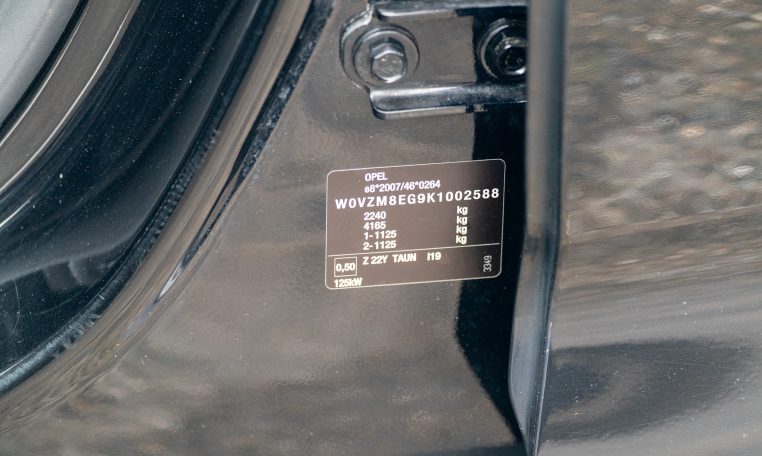 OPEL
e8*2007/46*0264
W0VZM8EG9K1002588
2240 kg
4165 kg
1-1125 kg
2-1125 kg
0,50 Z 22Y TAUN I19
125kW
3349